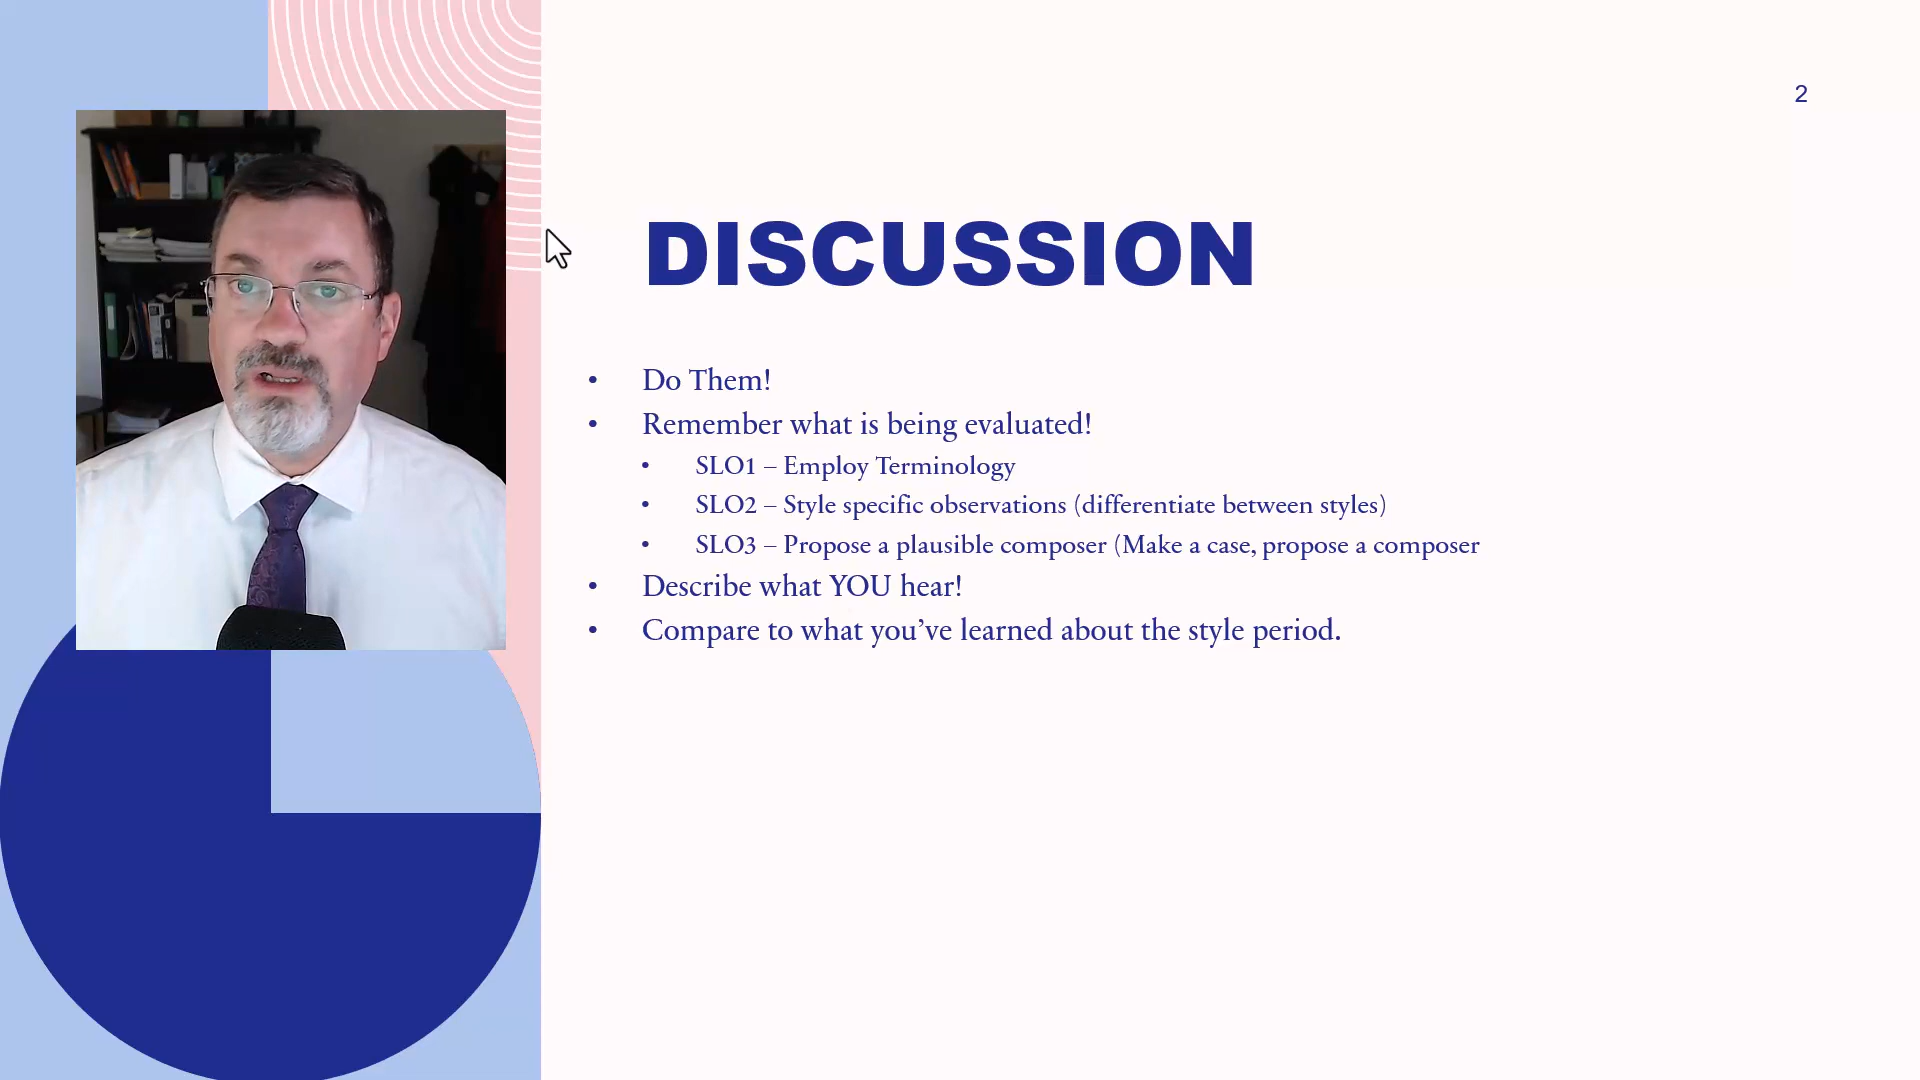 2
DISCUSSION
• Do Them!
• Remember what is being evaluated!
• SLO1 – Employ Terminology
• SLO2 – Style specific observations (differentiate between styles)
• SLO3 – Propose a plausible composer (Make a case, propose a composer
• Describe what YOU hear!
• Compare to what you’ve learned about the style period.